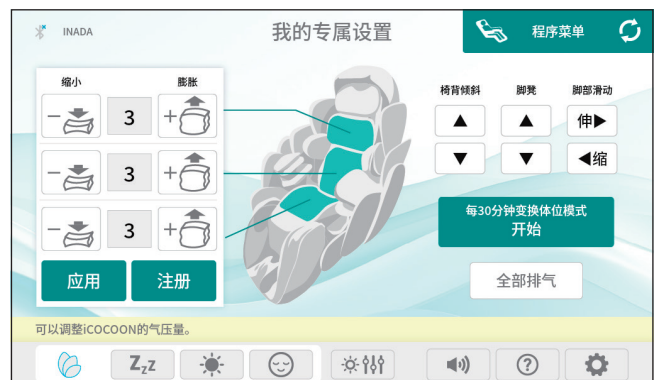 INADA
我的专属设置
程序菜单
缩小 膨胀
椅背倾斜 脚凳 脚部滑动
- 3 +
▲ ▲ 伸▶
- 3 +
▼ ▼ ◀缩
- 3 +
每30分钟变换体位模式
开始
应用 注册
全部排气
可以调整iCOCOON的气压量。
ZzZ
?